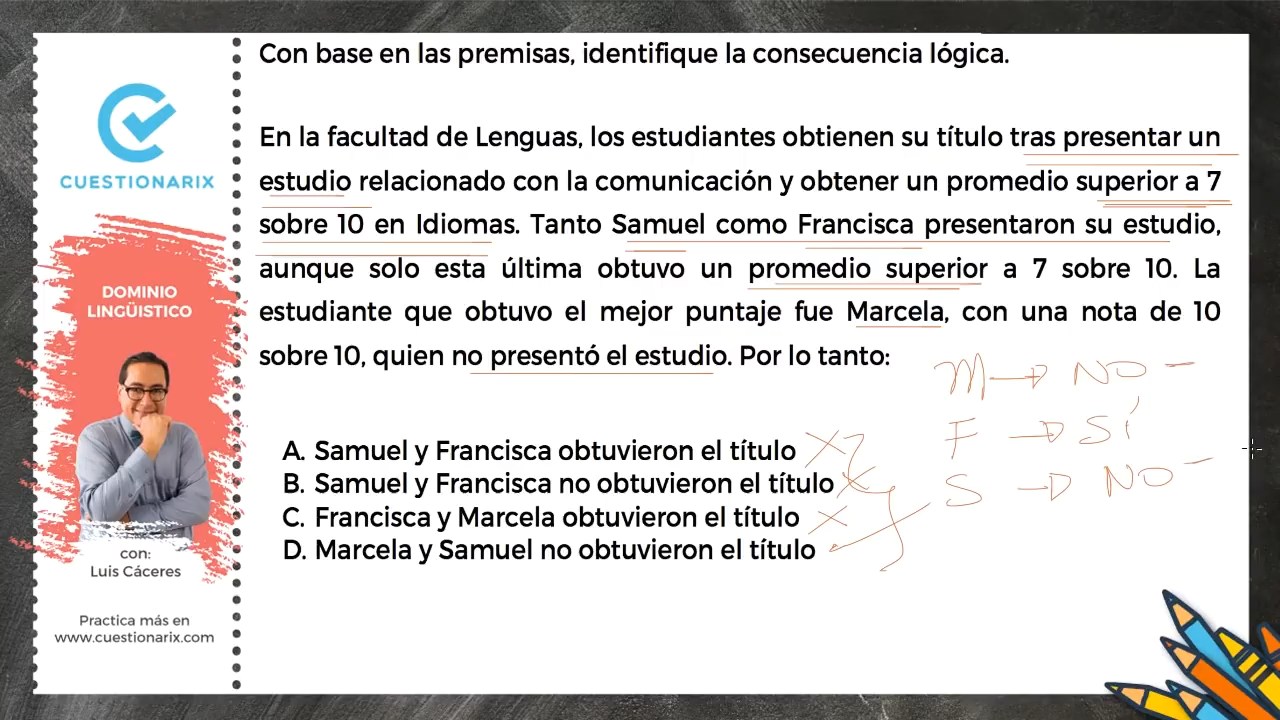 Con base en las premisas, identifique la consecuencia lógica.
CUESTIONARIX
En la facultad de Lenguas, los estudiantes obtienen su título tras presentar un
estudio relacionado con la comunicación y obtener un promedio superior a 7
sobre 10 en Idiomas. Tanto Samuel como Francisca presentaron su estudio,
aunque solo esta última obtuvo un promedio superior a 7 sobre 10. La
estudiante que obtuvo el mejor puntaje fue Marcela, con una nota de 10
sobre 10, quien no presentó el estudio. Por lo tanto:
M → NO -
F → SÍ
S → NO -
A. Samuel y Francisca obtuvieron el título X
B. Samuel y Francisca no obtuvieron el título X
C. Francisca y Marcela obtuvieron el título X
D. Marcela y Samuel no obtuvieron el título
DOMINIO
LINGÜISTICO
con:
Luis Cáceres
Practica más en
www.cuestionarix.com